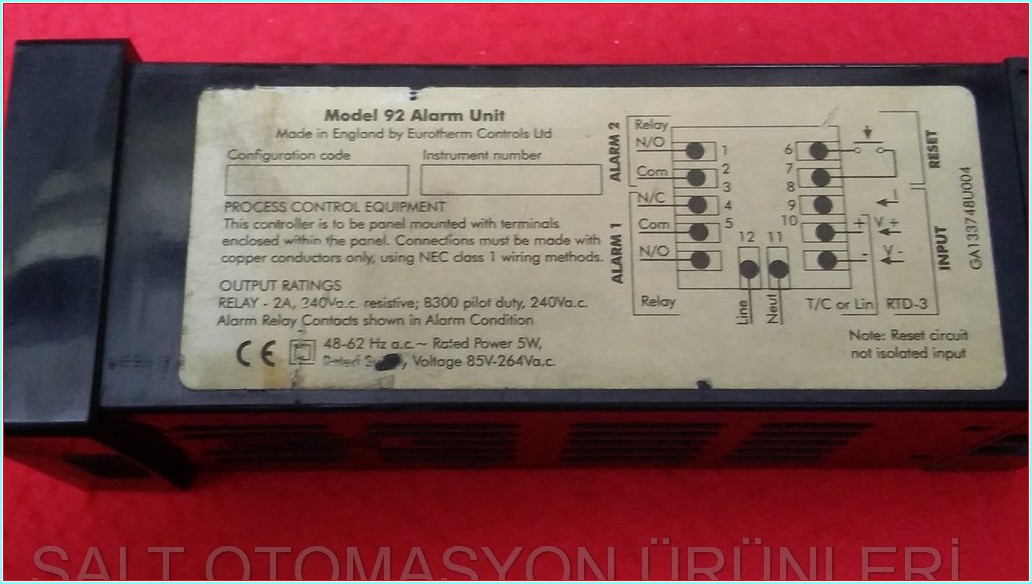 Model 92 Alarm Unit
Made in England by Eurotherm Controls Ltd
Configuration code
Instrument number
PROCESS CONTROL EQUIPMENT
This controller is to be panel mounted with terminals
enclosed within the panel. Connections must be made with
copper conductors only, using NEC class 1 wiring methods.
OUTPUT RATINGS
RELAY - 2A, 240Va.c. resistive; B300 pilot duty, 240Va.c.
Alarm Relay Contacts shown in Alarm Condition
CE
48-62 Hz a.c.~ Rated Power 5W,
Rated , Voltage 85V-264Va.c.
ALARM 2
Relay
N/O
Com
N/C
Com
N/O
ALARM 1
Relay
1
2
3
4
5
12
11
Line
Neut
6
7
8
9
10
RESET
I
+ V +
- V -
INPUT
T/C or Lin
RTD-3
GA133748U004
Note: Reset circuit
not isolated input
SALT OTOMASYON ÜRÜNLERİ